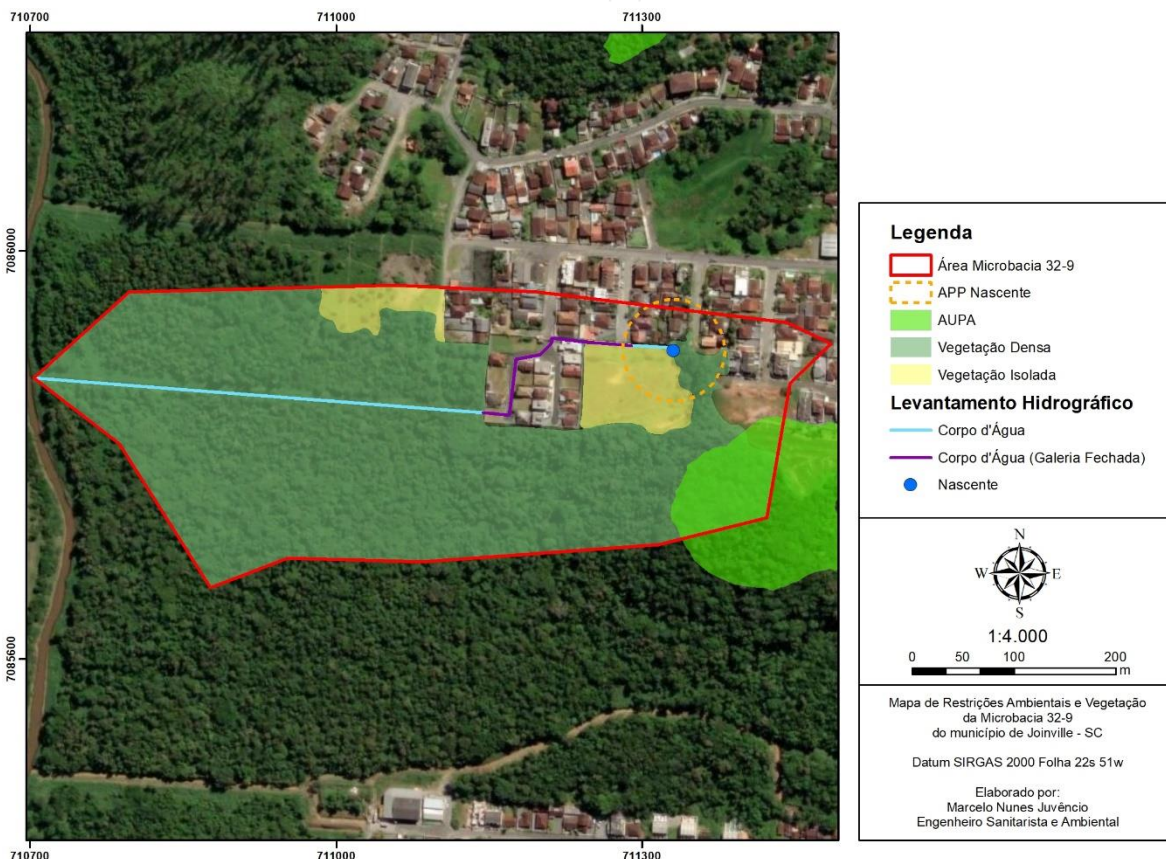 710700
711000
711300
7086000
7085600
710700
711000
711300
Legenda
Área Microbacia 32-9
APP Nascente
AUPA
Vegetação Densa
Vegetação Isolada
Levantamento Hidrográfico
Corpo d'Água
Corpo d'Água (Galeria Fechada)
Nascente
N
W
E
S
1:4.000
0
50
100
200
m
Mapa de Restrições Ambientais e Vegetação
da Microbacia 32-9
do município de Joinville - SC
Datum SIRGAS 2000 Folha 22s 51w
Elaborado por:
Marcelo Nunes Juvêncio
Engenheiro Sanitarista e Ambiental